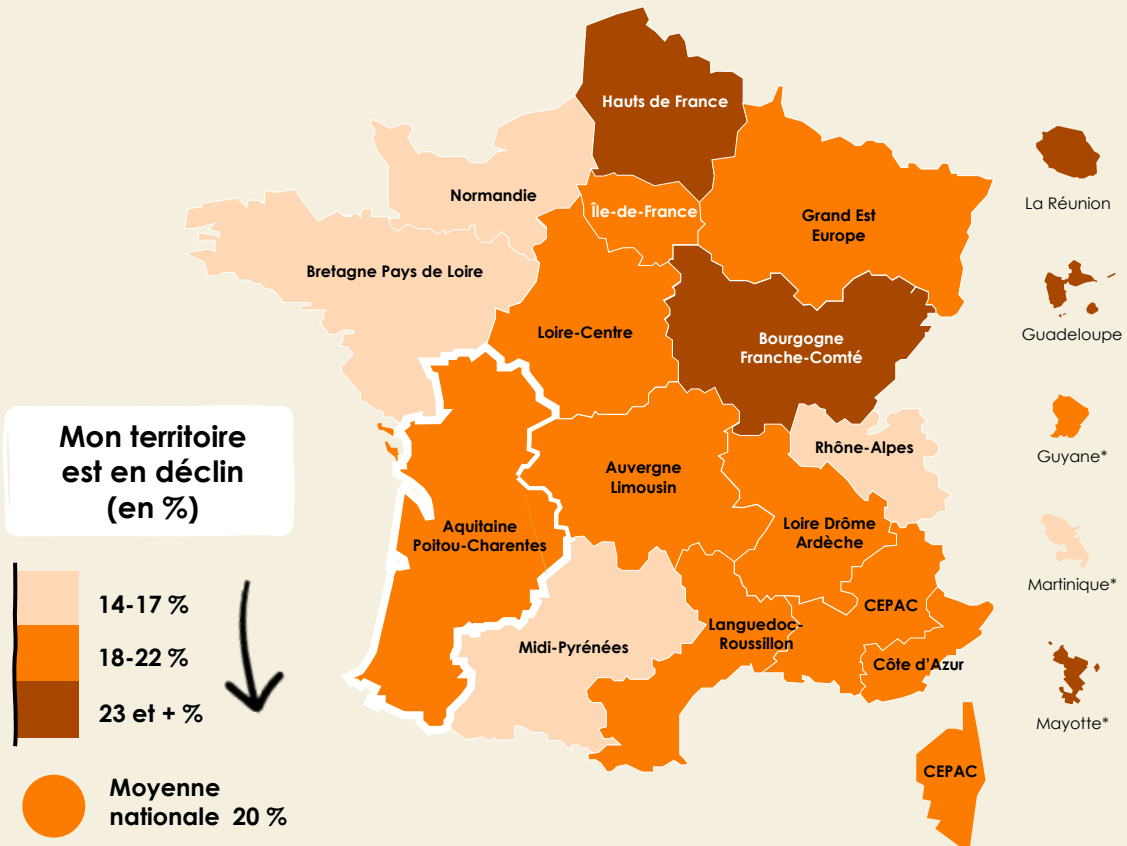 Hauts de France
Normandie
Île-de-France
Grand Est
Europe
Bretagne Pays de Loire
Loire-Centre
Bourgogne
Franche-Comté
Rhône-Alpes
Auvergne
Limousin
Aquitaine
Poitou-Charentes
Loire Drôme
Ardèche
CEPAC
Languedoc-
Roussillon
Midi-Pyrénées
Côte d'Azur
CEPAC
La Réunion
Guadeloupe
Guyane*
Martinique*
Mayotte*
Mon territoire
est en déclin
(en %)
14-17 %
18-22 %
23 et + %
Moyenne
nationale 20 %